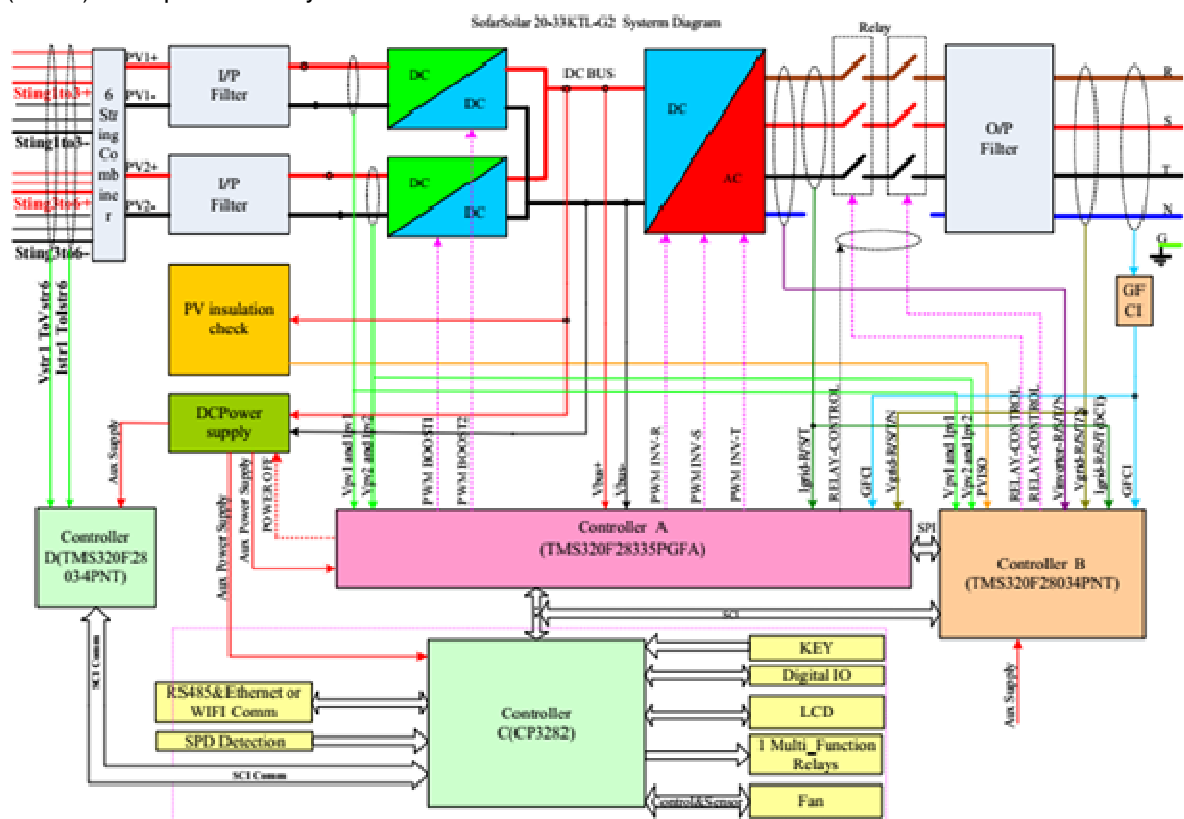 SofarSolar 20-33KTL-G2 Systerm Diagram
Relay
PV1+
I/P
Filter
DC
DC
DC BUS
DC
AC
O/P
Filter
R
Sting1to3+
PV1-
6
Str
ing
Co
mb
ine
r
S
Sting1to3-
PV2+
I/P
Filter
DC
DC
T
Sting3to6+
PV2-
N
Sting3to6-
G
PV insulation
check
GF
CI
Vstr1 ToVstr6
Istr1 ToIstr6
DCPower
supply
Aux Supply
Aux Power Supply
Aux Power Supply
POWER OFF
Vpv1 and Ipv1
Vpv2 and Ipv2
PWM BOOST1
PWM BOOST2
Vbus+
Vbus-
PWM INV-R
PWM INV-S
PWM INV-T
Igrid-R/S/T
RELAY-CONTROL
GFCI
Vgrid-R/S/T/N
Vpv1 and Ipv1
Vpv2 and Ipv2
PVISO
RELAY-CONTROL
RELAY-CONTROL
Vinverter-R/S/T/N
Vgrid-R/S/T/N
Igrid-R/S/T(DCI)
GFCI
Controller
D(TMS320F28
034PNT)
Controller A
(TMS320F28335PGFA)
SPI
Controller B
(TMS320F28034PNT)
SCI
SCI Comm
KEY
RS485&Ethernet or
WIFI Comm
Digital IO
Controller
C(CP3282)
LCD
Aux Supply
SPD Detection
1 Multi_Function
Relays
SCI Comm
Control&Sensor
Fan